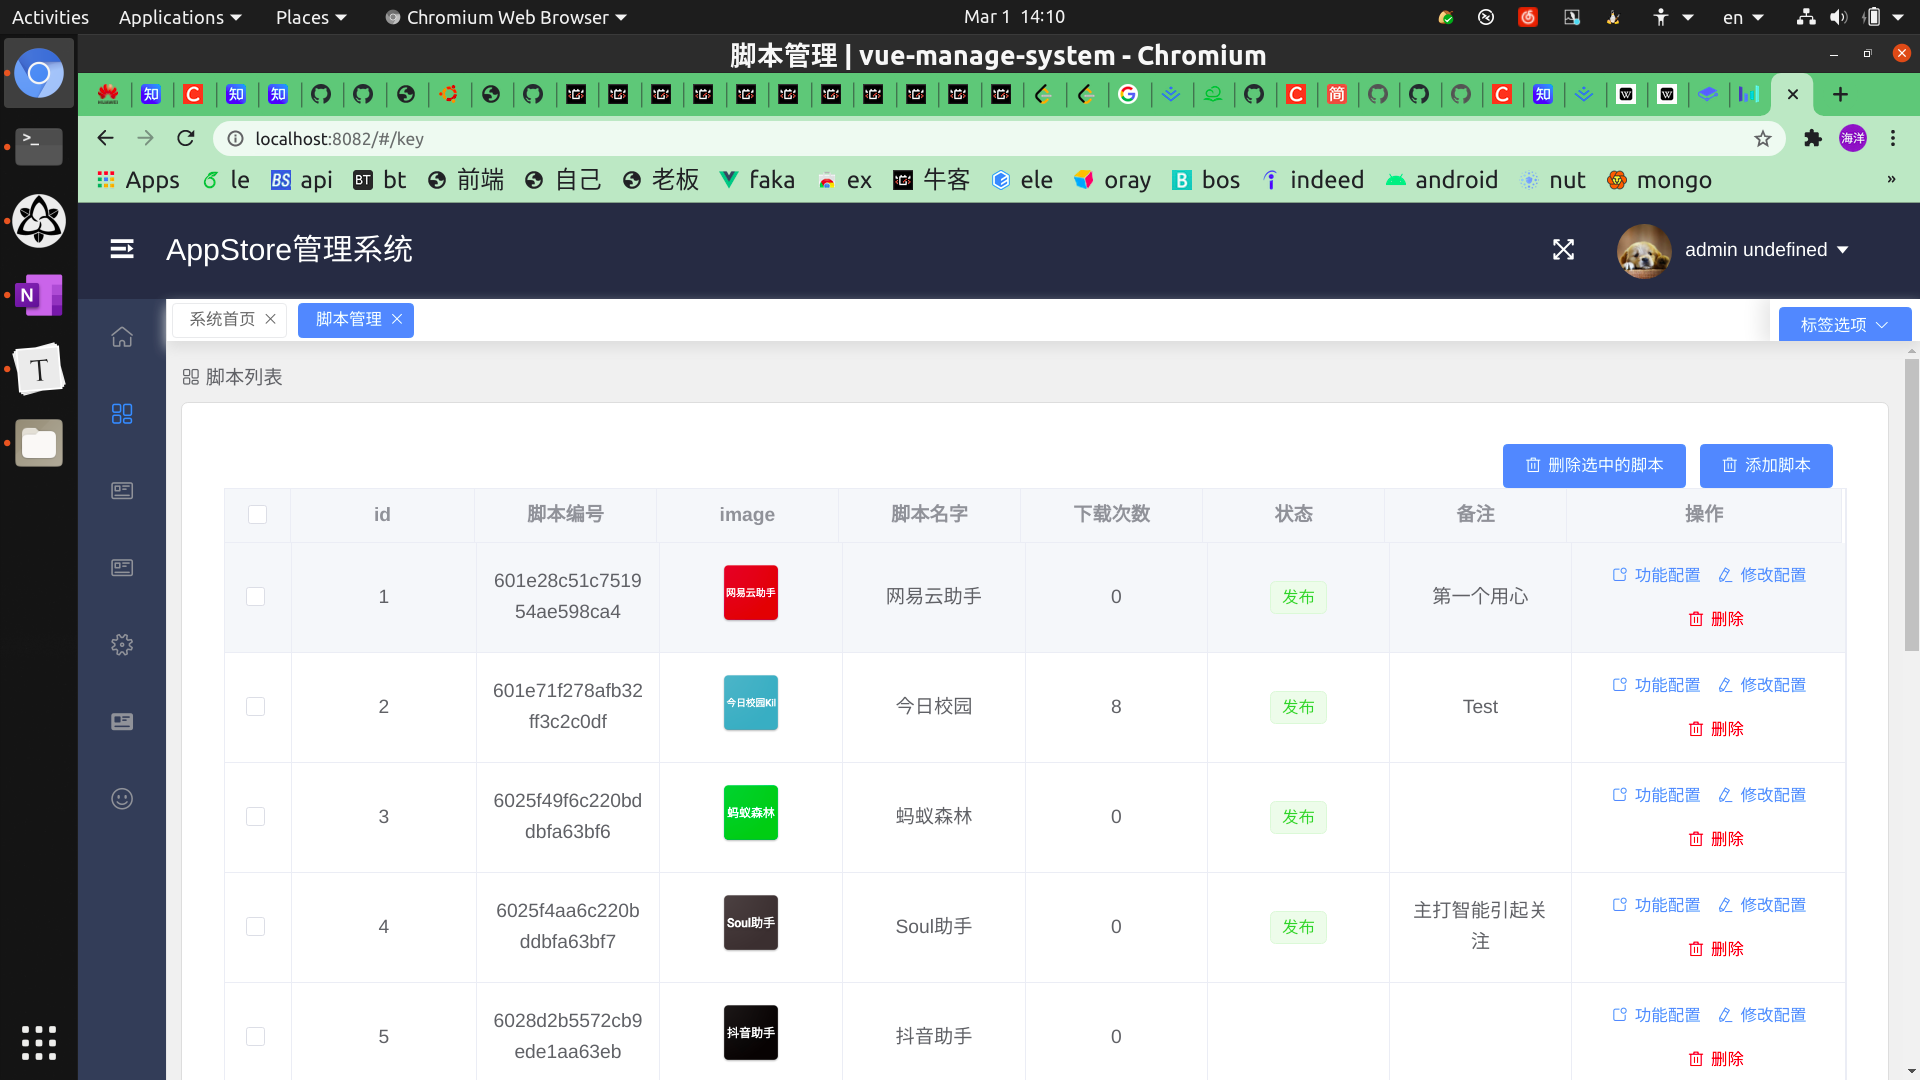 Activities Applications Places Chromium Web Browser Mar 1 14:10 en
脚本管理 | vue-manage-system - Chromium
localhost:8082/#/key
海洋
Apps le api bt 前端 自己 老板 faka ex 牛客 ele oray bos indeed android nut mongo »
AppStore管理系统
admin undefined
系统首页
脚本管理
标签选项
脚本列表
删除选中的脚本 添加脚本
id 脚本编号 image 脚本名字 下载次数 状态 备注 操作
1 601e28c51c7519
54ae598ca4 网易云助手 网易云助手 0 发布 第一个用心 功能配置 修改配置
删除
2 601e71f278afb32
ff3c2c0df 今日校园Kil 今日校园 8 发布 Test 功能配置 修改配置
删除
3 6025f49f6c220bd
dbfa63bf6 蚂蚁森林 蚂蚁森林 0 发布 功能配置 修改配置
删除
4 6025f4aa6c220b
ddbfa63bf7 Soul助手 Soul助手 0 发布 主打智能引起关
注 功能配置 修改配置
删除
5 6028d2b5572cb9
ede1aa63eb 抖音助手 抖音助手 0 功能配置 修改配置
删除